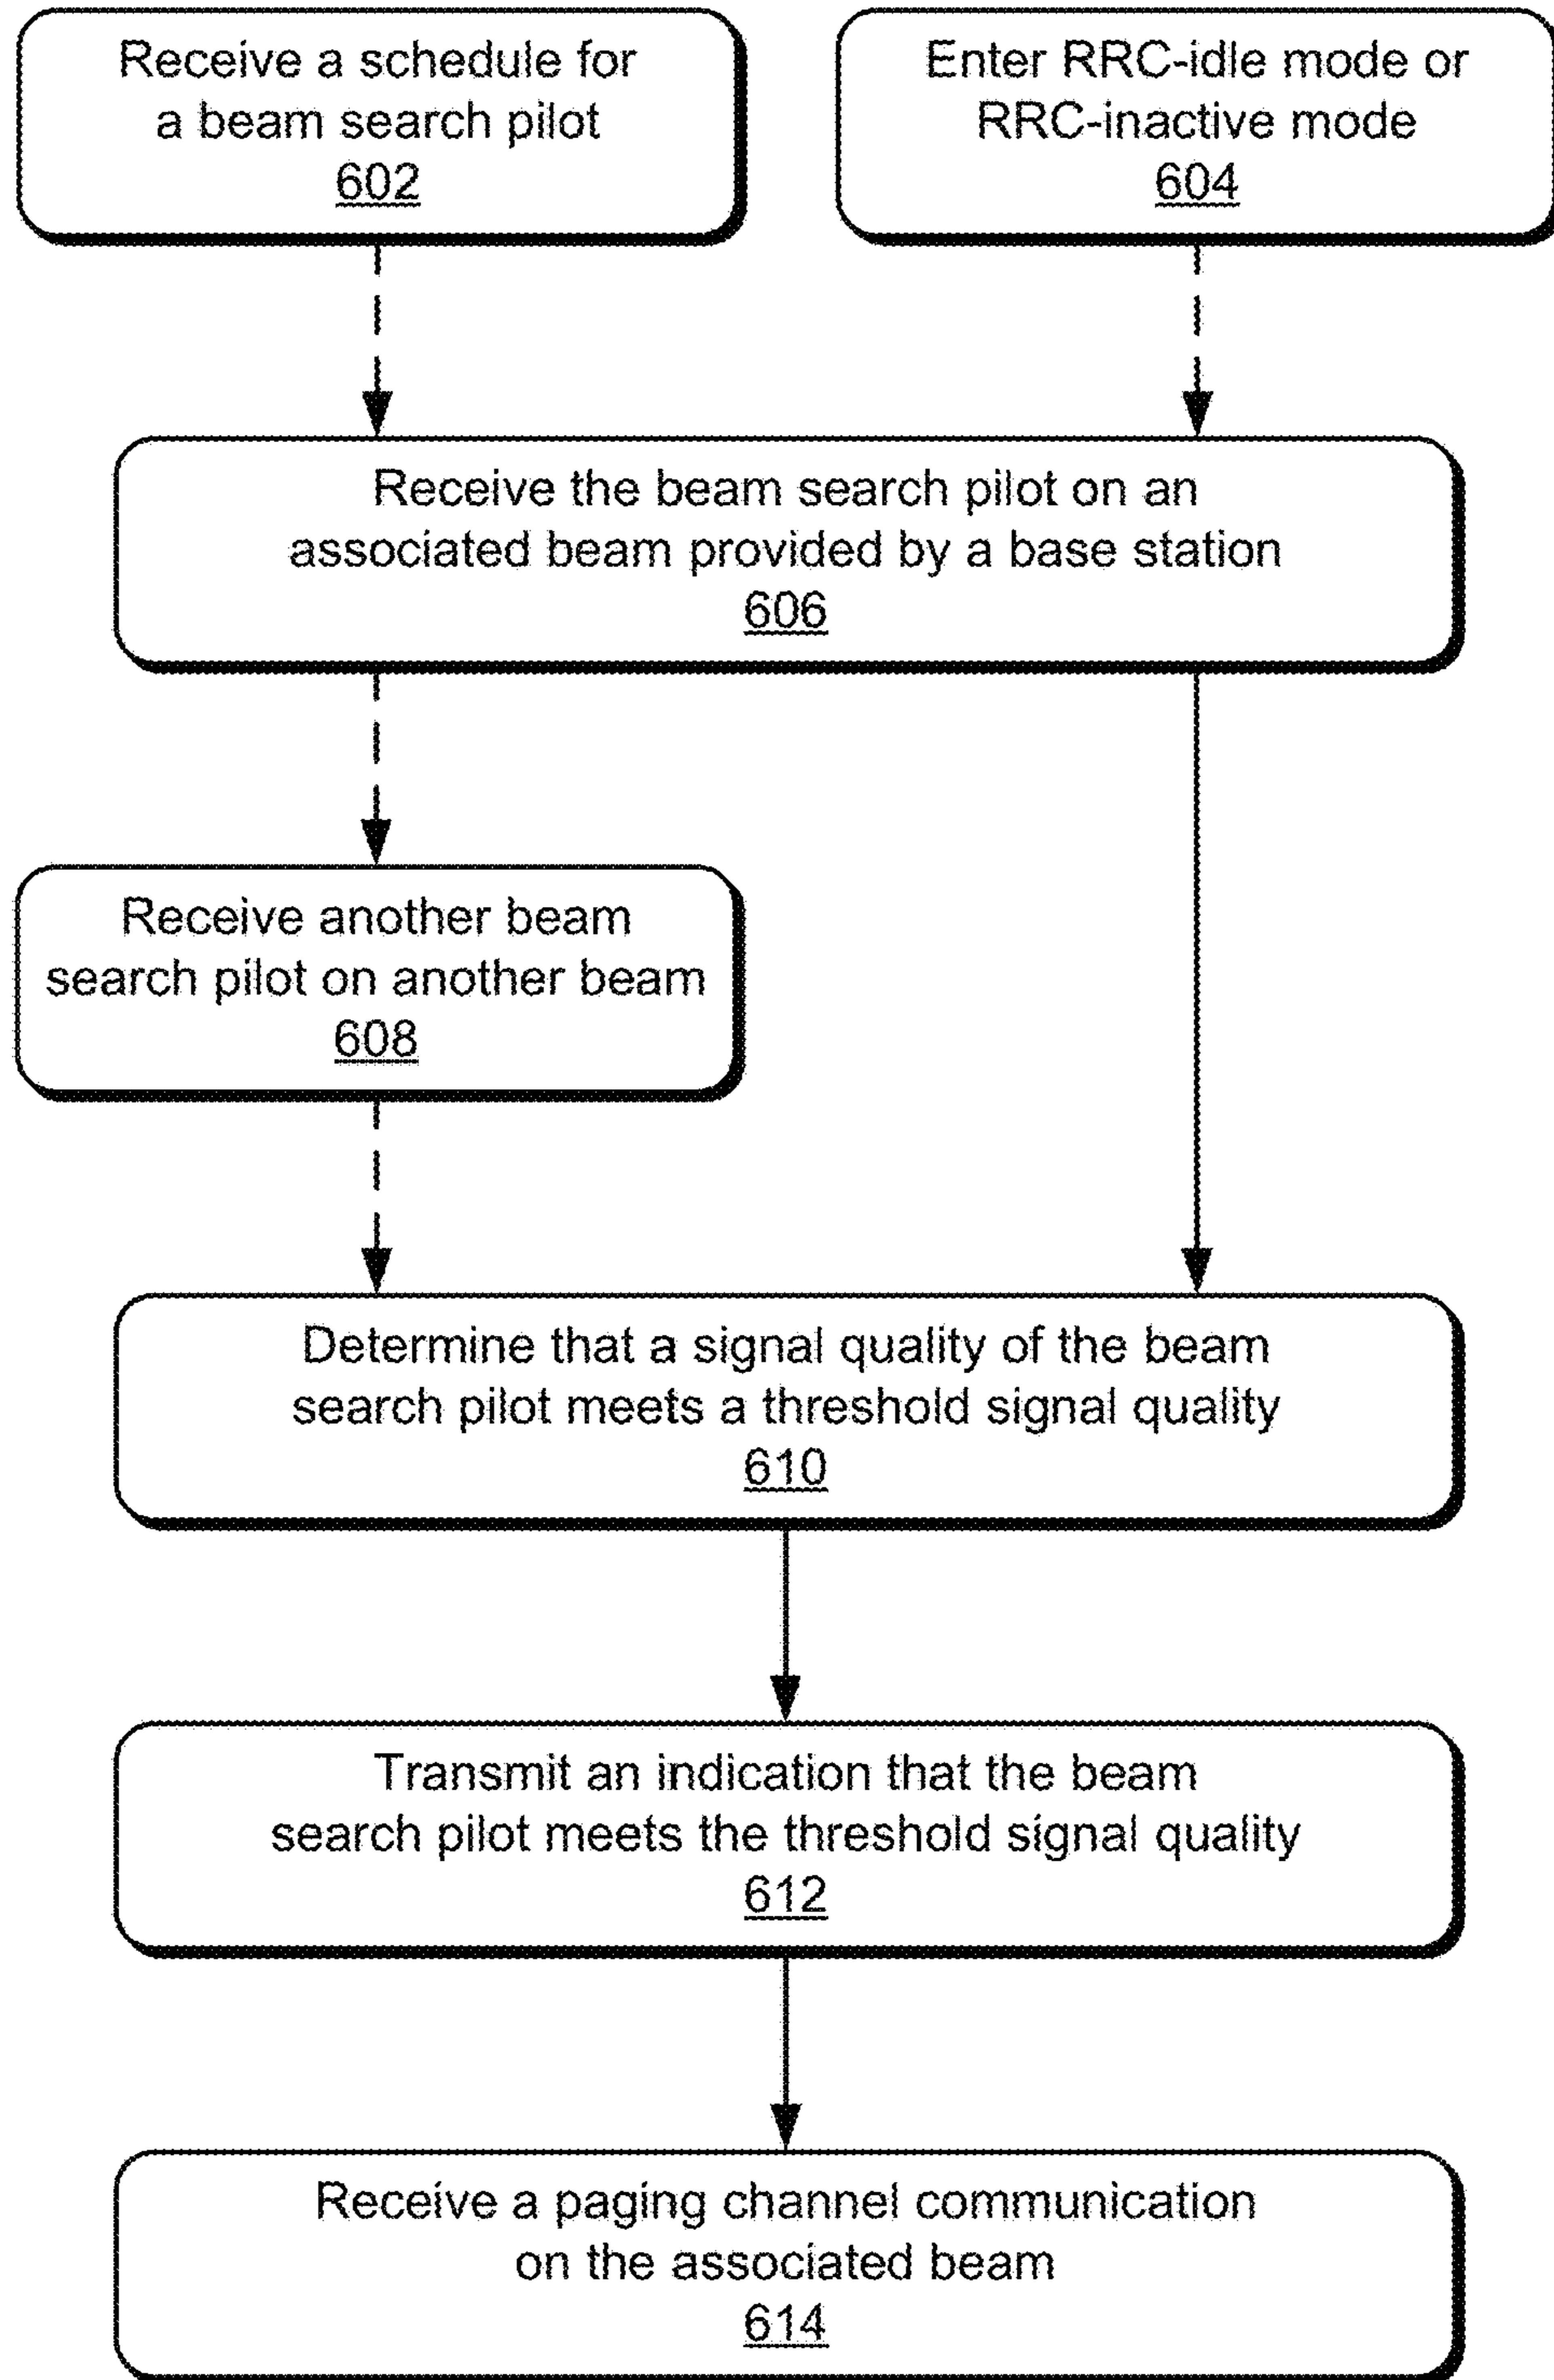 Receive a schedule for
a beam search pilot
602
Enter RRC-idle mode or
RRC-inactive mode
604
Receive the beam search pilot on an
associated beam provided by a base station
606
Receive another beam
search pilot on another beam
608
Determine that a signal quality of the beam
search pilot meets a threshold signal quality
610
Transmit an indication that the beam
search pilot meets the threshold signal quality
612
Receive a paging channel communication
on the associated beam
614